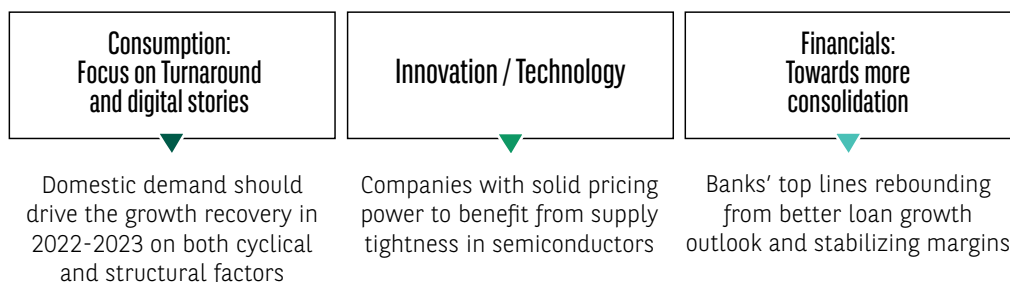 Consumption:
Focus on Turnaround
and digital stories
Domestic demand should
drive the growth recovery in
2022-2023 on both cyclical
and structural factors
Innovation / Technology
Companies with solid pricing
power to benefit from supply
tightness in semiconductors
Financials:
Towards more
consolidation
Banks' top lines rebounding
from better loan growth
outlook and stabilizing margins